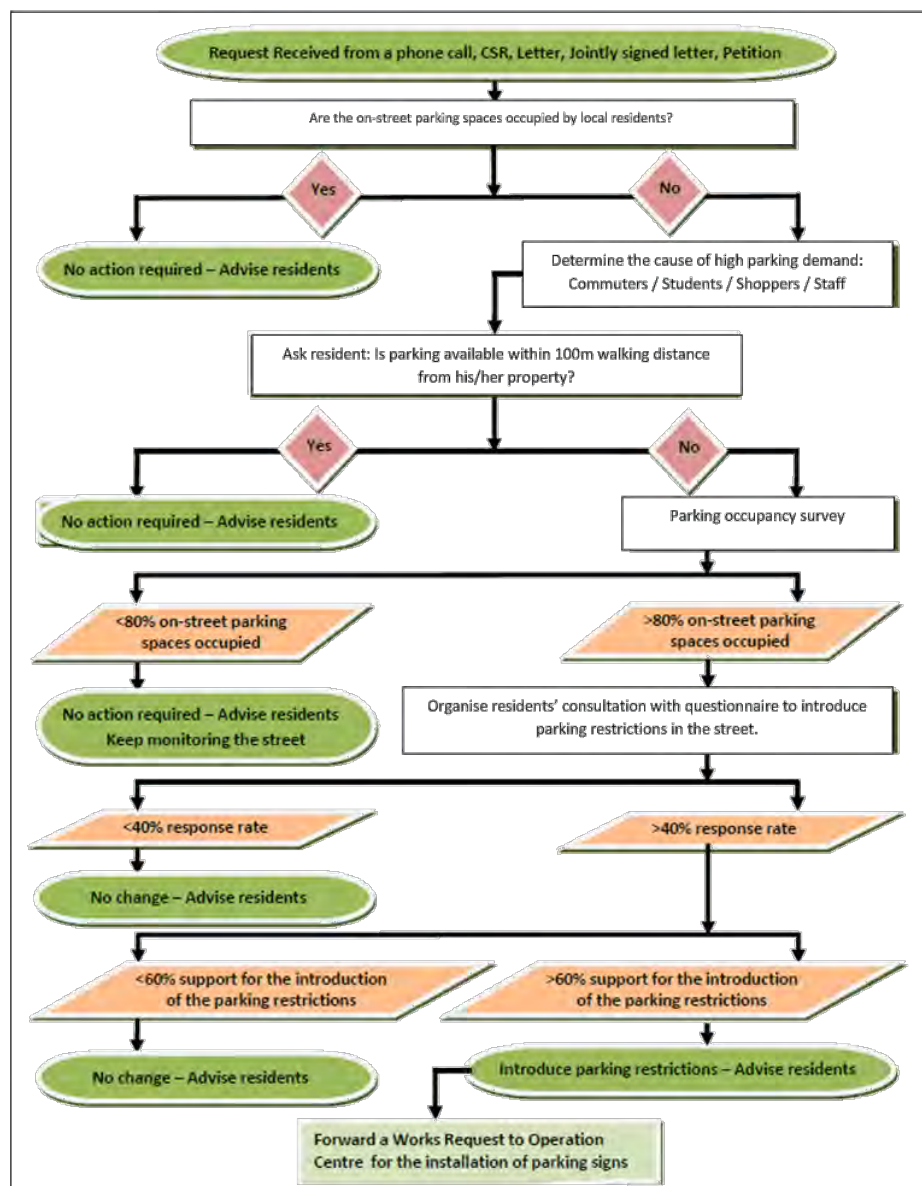 Request Received from a phone call, CSR, Letter, Jointly signed letter, Petition
Are the on-street parking spaces occupied by local residents?
Yes
No
No action required – Advise residents
Determine the cause of high parking demand:
Commuters / Students / Shoppers / Staff
Ask resident: Is parking available within 100m walking distance
from his/her property?
Yes
No
No action required – Advise residents
Parking occupancy survey
<80% on-street parking
spaces occupied
>80% on-street parking
spaces occupied
No action required – Advise residents
Keep monitoring the street
Organise residents' consultation with questionnaire to introduce
parking restrictions in the street.
<40% response rate
>40% response rate
No change – Advise residents
<60% support for the introduction
of the parking restrictions
>60% support for the introduction
of the parking restrictions
No change – Advise residents
Introduce parking restrictions – Advise residents
Forward a Works Request to Operation
Centre for the installation of parking signs